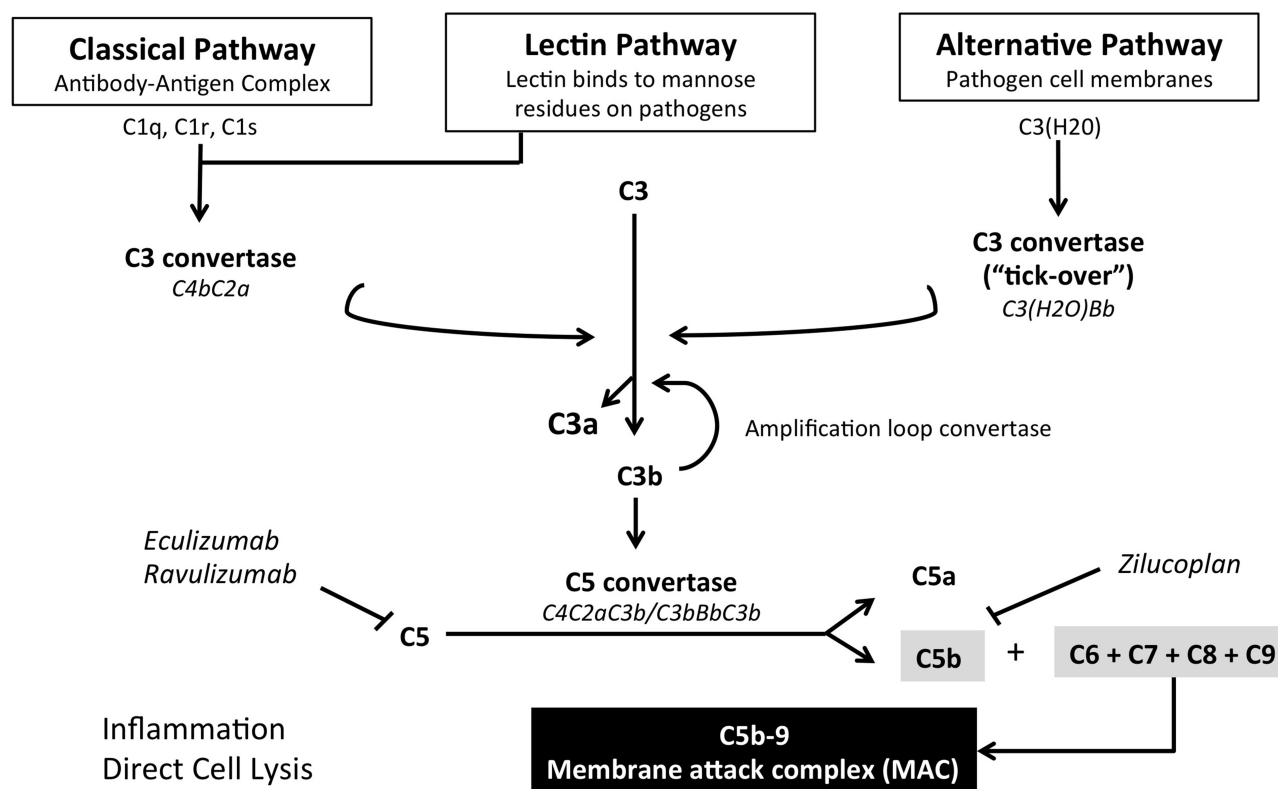 Classical Pathway
Antibody-Antigen Complex
Lectin Pathway
Lectin binds to mannose
residues on pathogens
Alternative Pathway
Pathogen cell membranes
C1q, C1r, C1s
C3(H20)
C3
C3 convertase
C4bC2a
C3 convertase
(“tick-over”)
C3(H2O)Bb
C3a
Amplification loop convertase
C3b
Eculizumab
Ravulizumab
C5 convertase
C4C2aC3b/C3bBbC3b
C5a
Zilucoplan
C5
C5b
+
C6 + C7 + C8 + C9
Inflammation
Direct Cell Lysis
C5b-9
Membrane attack complex (MAC)